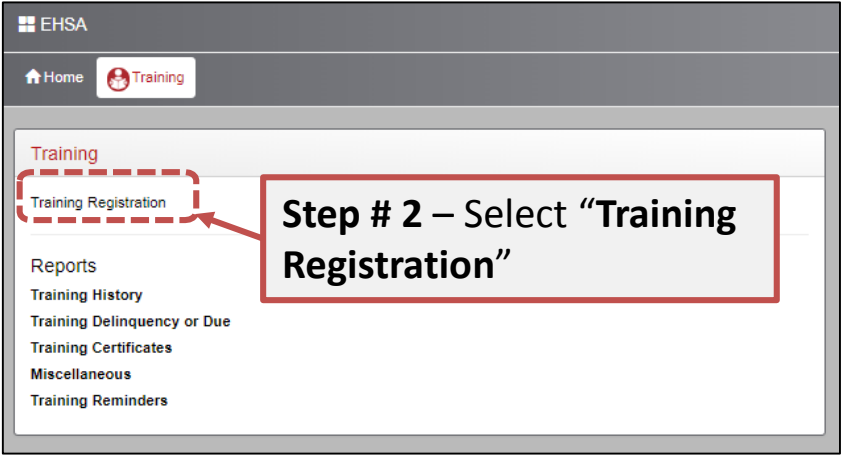 EHSA
Home Training
Training
Training Registration
Step # 2 – Select “Training
Registration”
Reports
Training History
Training Delinquency or Due
Training Certificates
Miscellaneous
Training Reminders